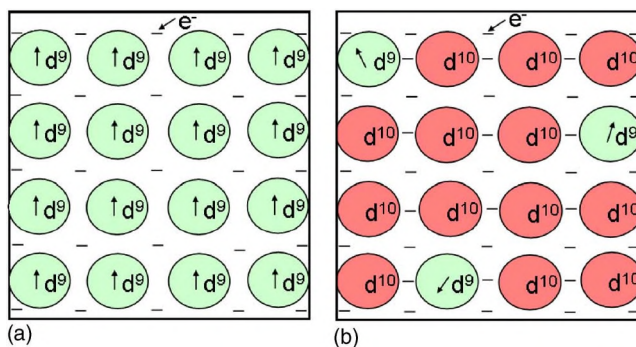 e⁻ e⁻
d⁹ d⁹ d⁹ d⁹ d⁹ d¹⁰ d¹⁰ d¹⁰
d⁹ d⁹ d⁹ d⁹ d¹⁰ d¹⁰ d¹⁰ d⁹
d⁹ d⁹ d⁹ d⁹ d¹⁰ d¹⁰ d¹⁰ d¹⁰
d⁹ d⁹ d⁹ d⁹ d¹⁰ d⁹ d¹⁰ d¹⁰
(a) (b)